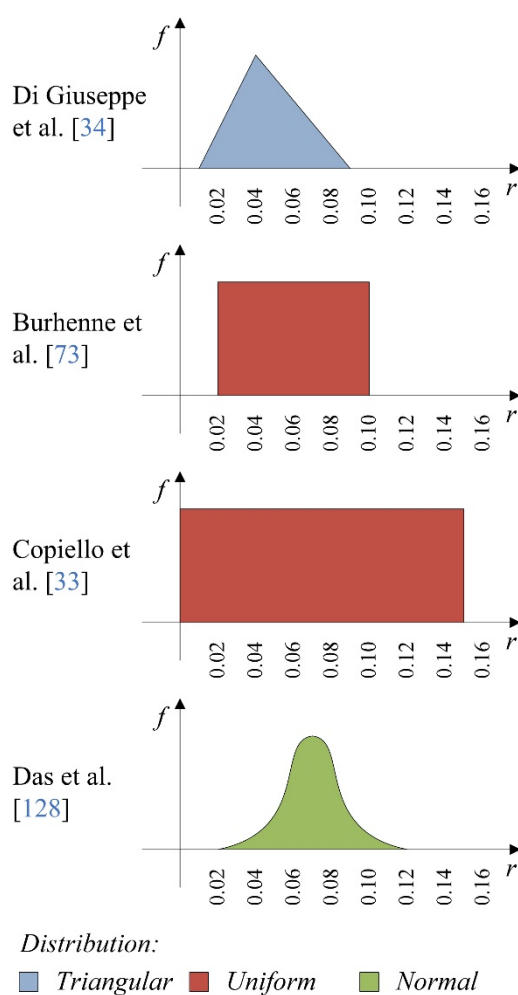 f
Di Giuseppe
et al. [34]
0.02 0.04 0.06 0.08 0.10 0.12 0.14 0.16
r
f
Burhenne et
al. [73]
0.02 0.04 0.06 0.08 0.10 0.12 0.14 0.16
r
f
Copiello et
al. [33]
0.02 0.04 0.06 0.08 0.10 0.12 0.14 0.16
r
f
Das et al.
[128]
0.02 0.04 0.06 0.08 0.10 0.12 0.14 0.16
r
Distribution:
Triangular Uniform Normal